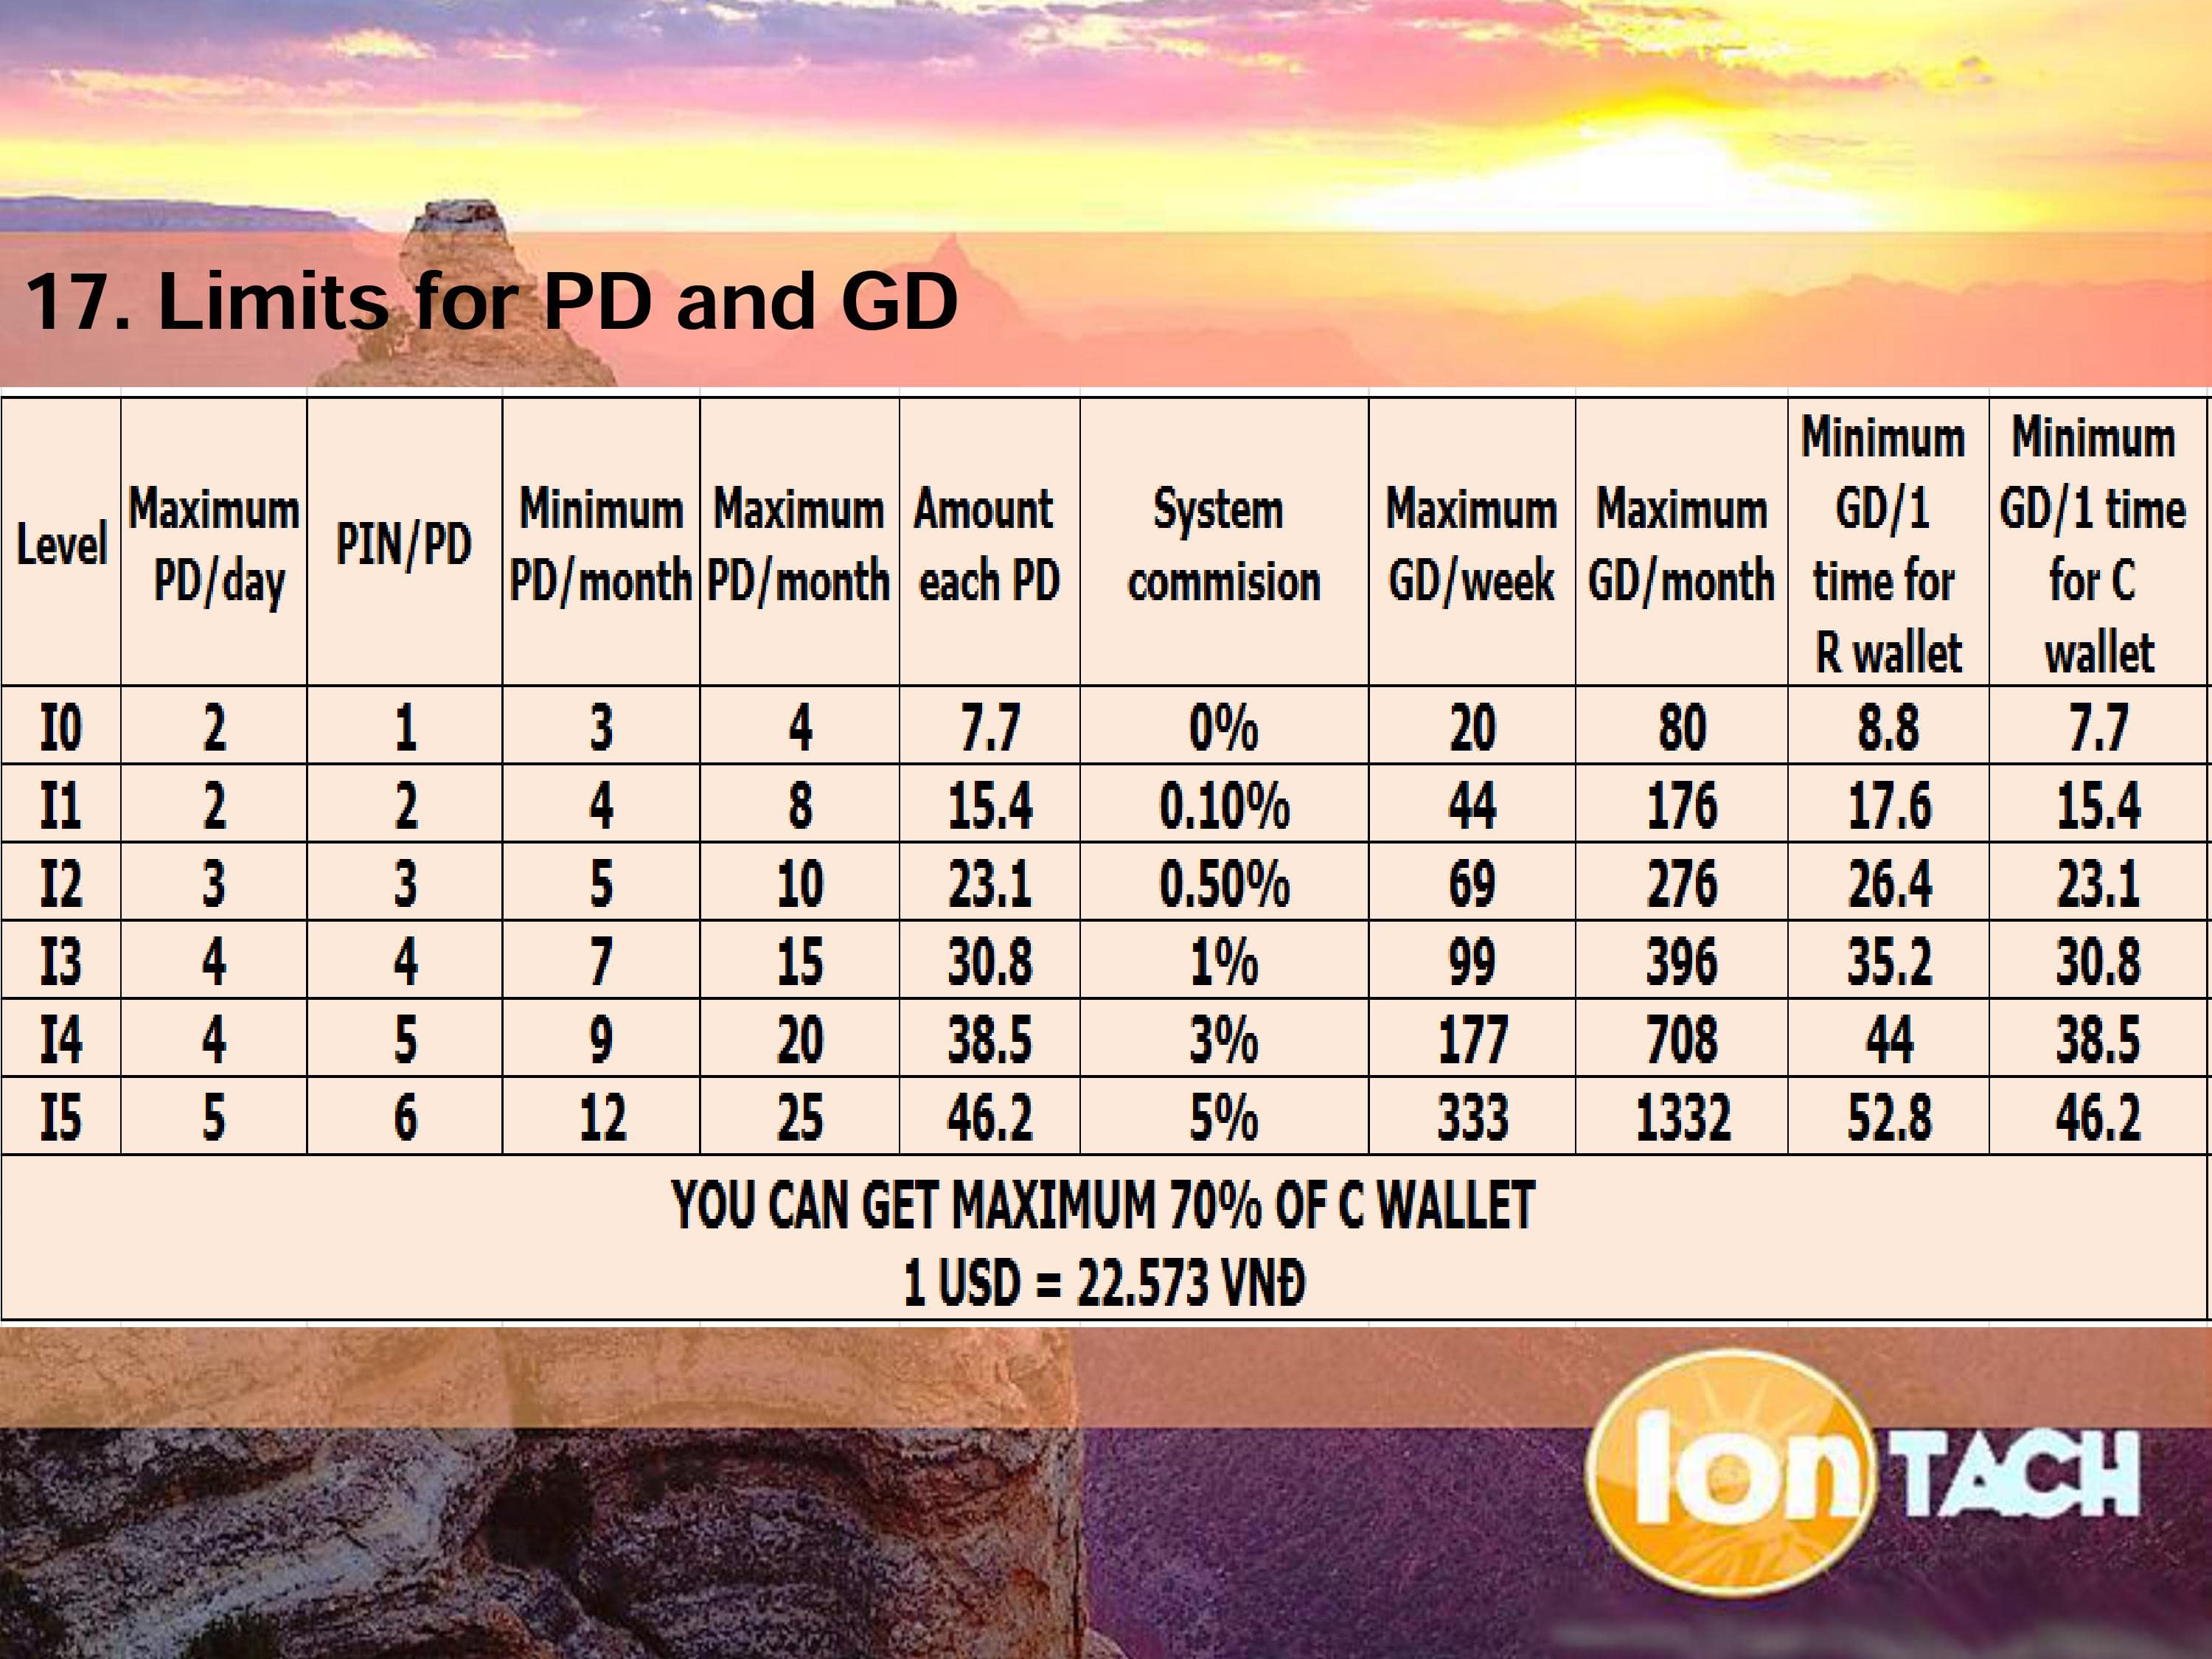 17. Limits for PD and GD
Level Maximum PD/day PIN/PD Minimum PD/month Maximum PD/month Amount each PD System commision Maximum GD/week Maximum GD/month Minimum GD/1 time for R wallet Minimum GD/1 time for C wallet
I0 2 1 3 4 7.7 0% 20 80 8.8 7.7
I1 2 2 4 8 15.4 0.10% 44 176 17.6 15.4
I2 3 3 5 10 23.1 0.50% 69 276 26.4 23.1
I3 4 4 7 15 30.8 1% 99 396 35.2 30.8
I4 4 5 9 20 38.5 3% 177 708 44 38.5
I5 5 6 12 25 46.2 5% 333 1332 52.8 46.2
YOU CAN GET MAXIMUM 70% OF C WALLET
1 USD = 22.573 VNĐ
Ion TACH